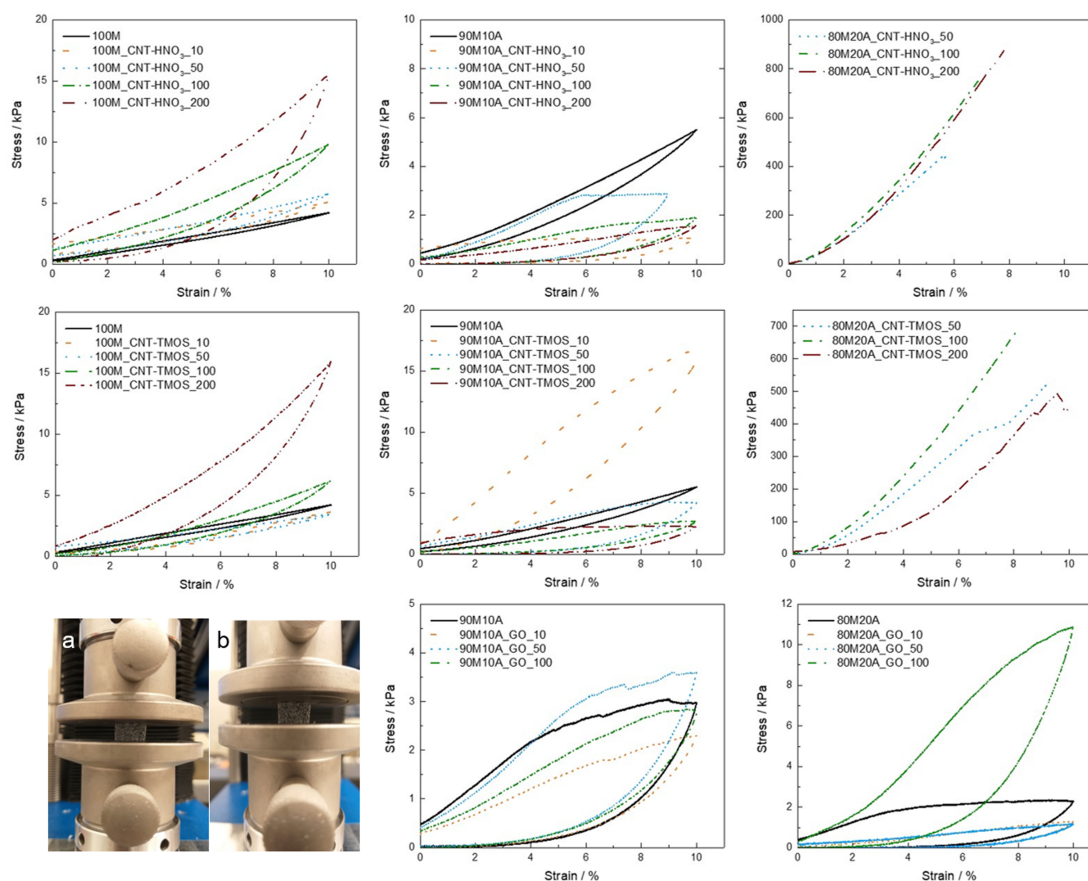 20
15
10
5
0
Stress / kPa
100M
100M_CNT-HNO3_10
100M_CNT-HNO3_50
100M_CNT-HNO3_100
100M_CNT-HNO3_200
0 2 4 6 8 10
Strain / %
9
8
7
6
5
4
3
2
1
0
Stress / kPa
90M10A
90M10A_CNT-HNO3_10
90M10A_CNT-HNO3_50
90M10A_CNT-HNO3_100
90M10A_CNT-HNO3_200
0 2 4 6 8 10
Strain / %
1000
800
600
400
200
0
Stress / kPa
80M20A_CNT-HNO3_50
80M20A_CNT-HNO3_100
80M20A_CNT-HNO3_200
0 2 4 6 8 10
Strain / %
20
15
10
5
0
Stress / kPa
100M
100M_CNT-TMOS_10
100M_CNT-TMOS_50
100M_CNT-TMOS_100
100M_CNT-TMOS_200
0 2 4 6 8 10
Strain / %
20
15
10
5
0
Stress / kPa
90M10A
90M10A_CNT-TMOS_10
90M10A_CNT-TMOS_50
90M10A_CNT-TMOS_100
90M10A_CNT-TMOS_200
0 2 4 6 8 10
Strain / %
700
600
500
400
300
200
100
0
Stress / kPa
80M20A_CNT-TMOS_50
80M20A_CNT-TMOS_100
80M20A_CNT-TMOS_200
0 2 4 6 8 10
Strain / %
a
b
5
4
3
2
1
0
Stress / kPa
90M10A
90M10A_GO_10
90M10A_GO_50
90M10A_GO_100
0 2 4 6 8 10
Strain / %
12
10
8
6
4
2
0
Stress / kPa
80M20A
80M20A_GO_10
80M20A_GO_50
80M20A_GO_100
0 2 4 6 8 10
Strain / %